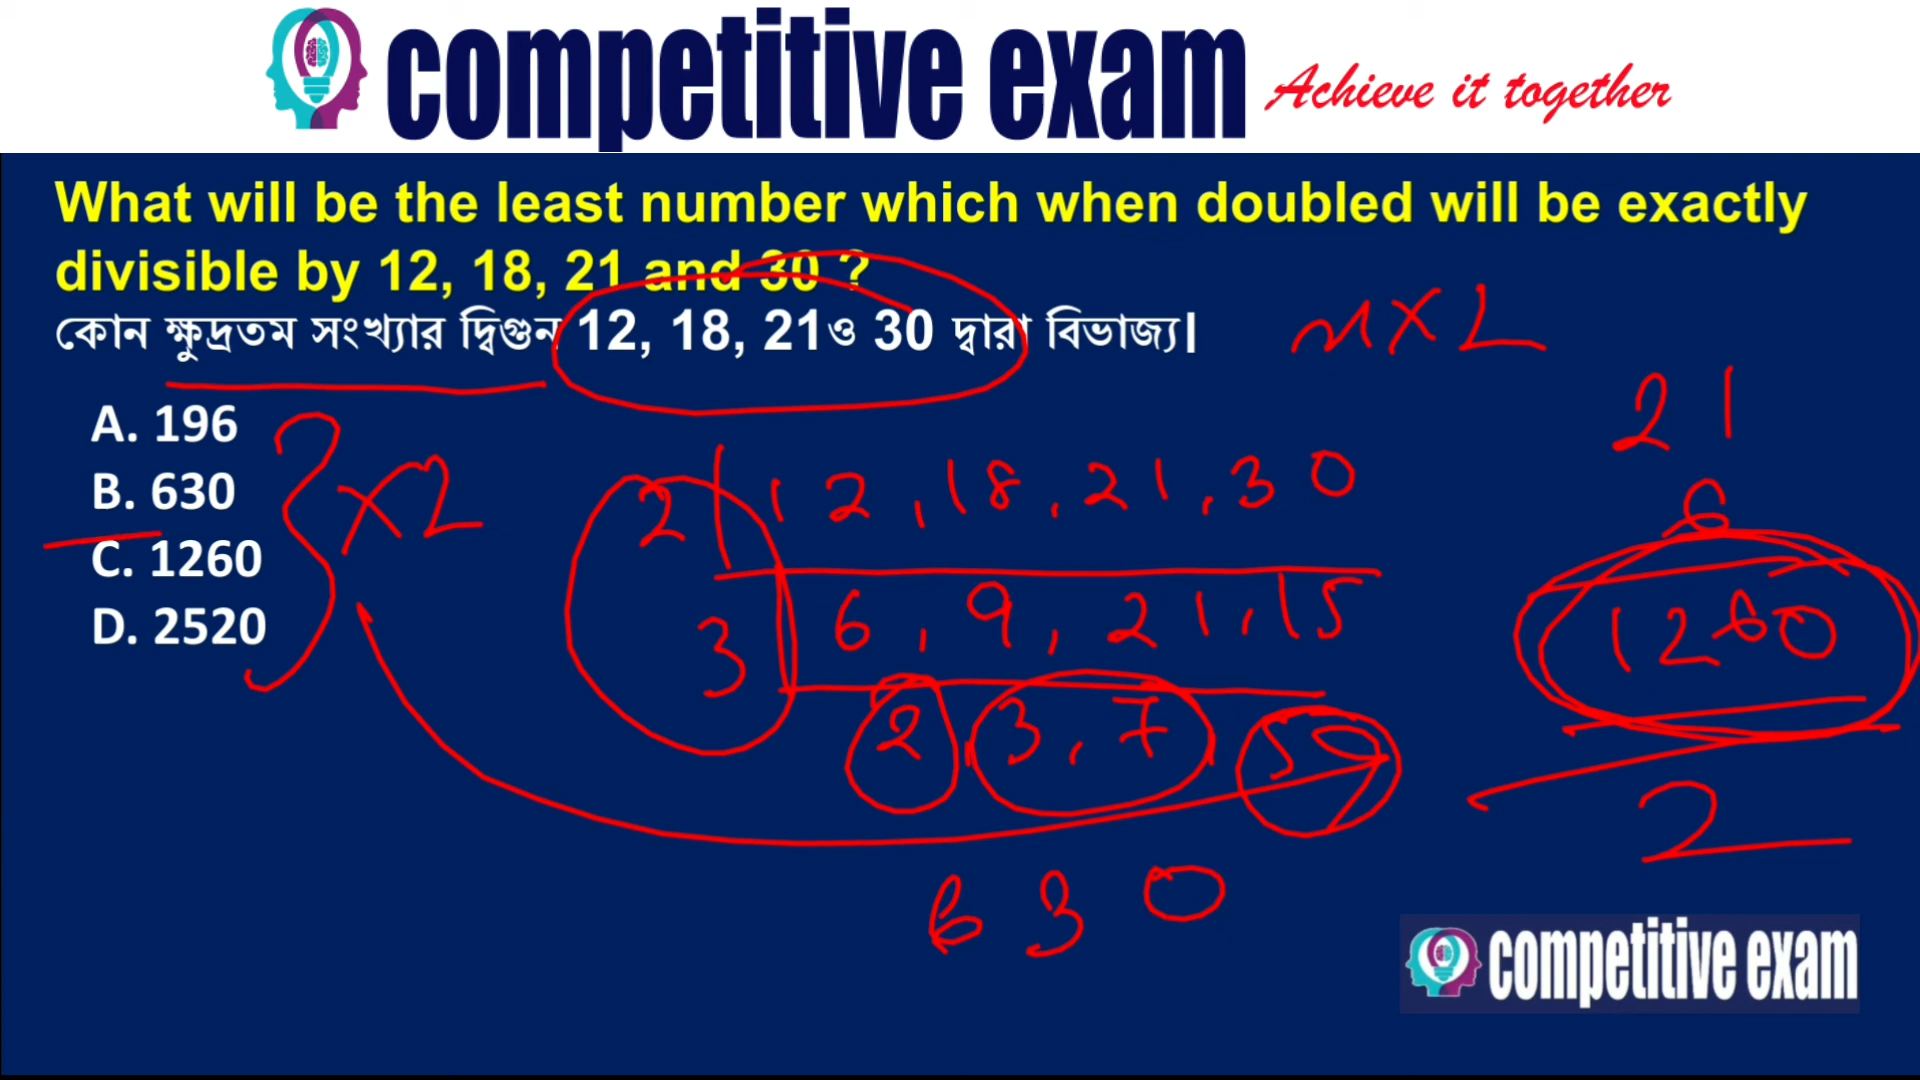 competitive exam Achieve it together
What will be the least number which when doubled will be exactly
divisible by 12, 18, 21 and 30 ?
কোন ক্ষুদ্রতম সংখ্যার দ্বিগুন 12, 18, 21ও 30 দ্বারা বিভাজ্য।
A. 196
B. 630
C. 1260
D. 2520
×2
2 12, 18, 21, 30
3 6, 9, 21, 15
2, 3, 7, 5
630
21
6
1260
2
competitive exam